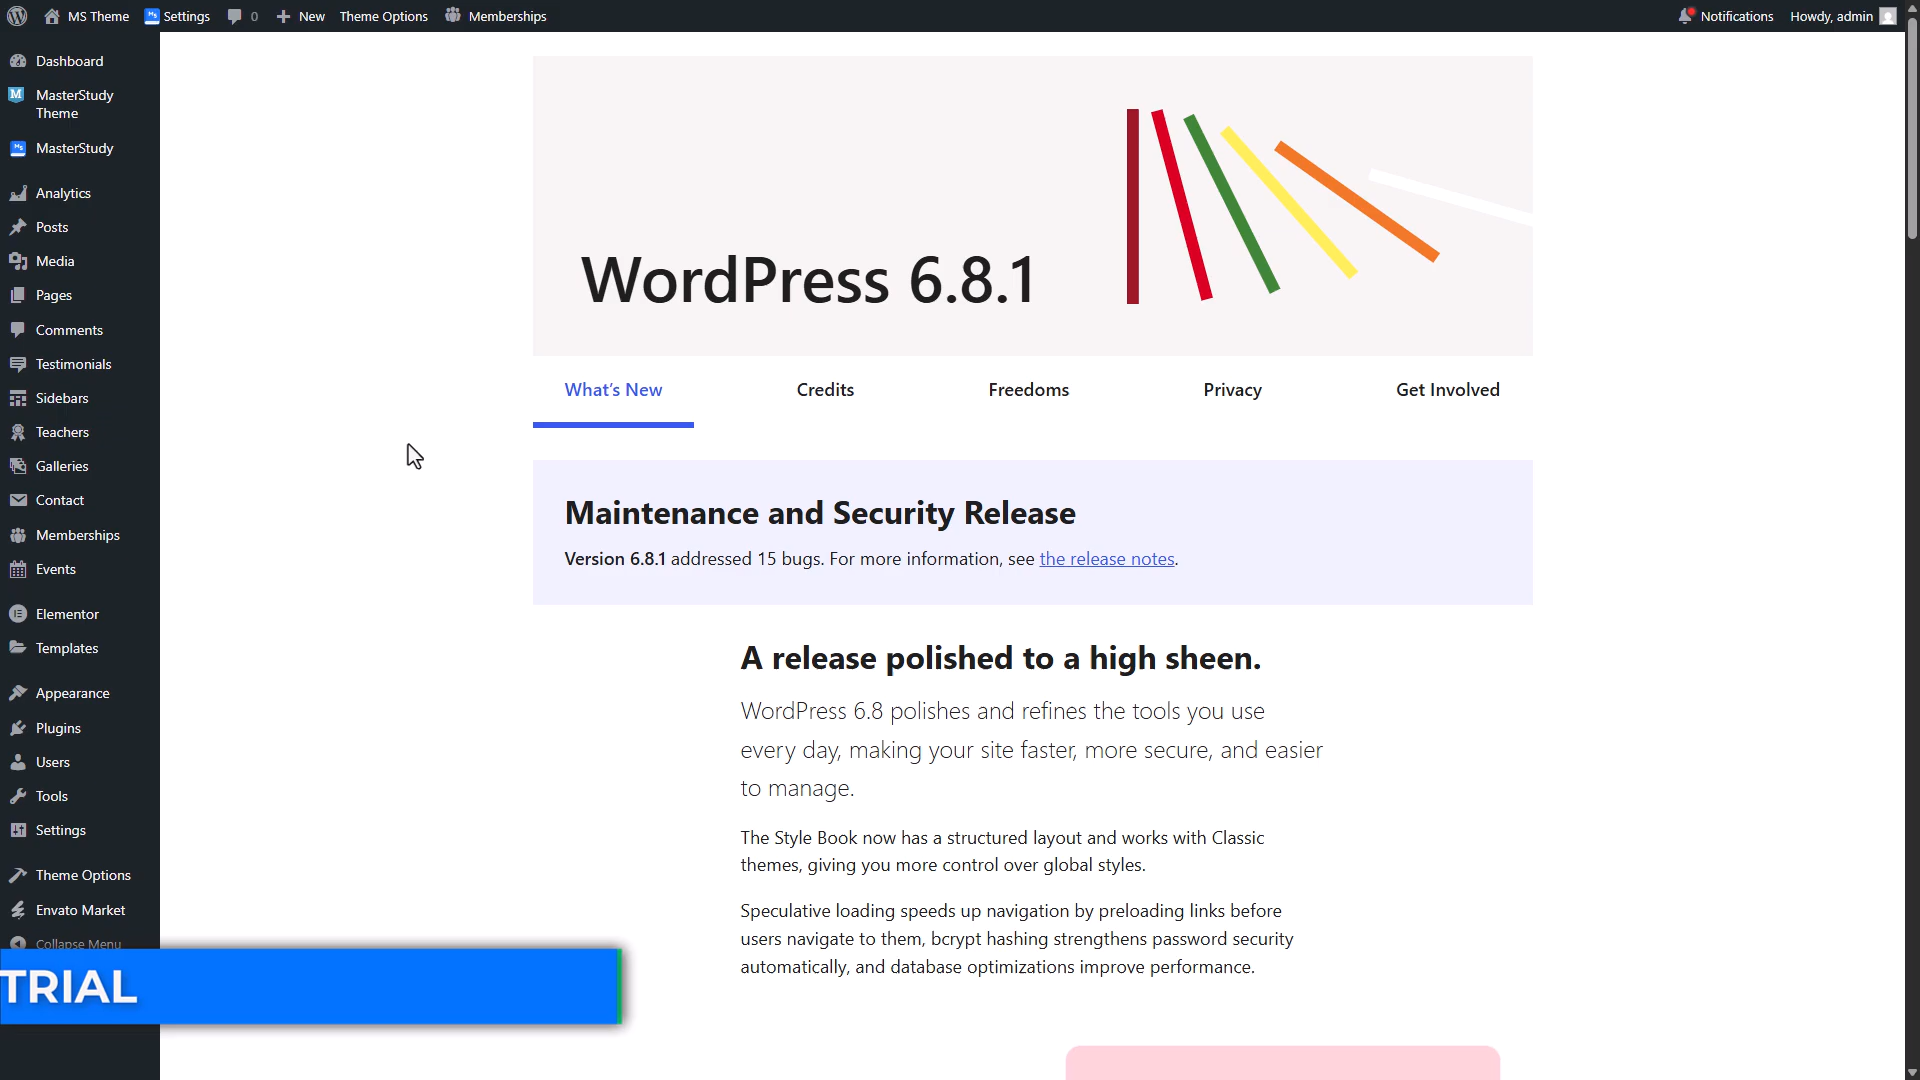 MS Theme Settings 0 New Theme Options Memberships Notifications Howdy, admin
Dashboard
MasterStudy
Theme
MasterStudy
Analytics
Posts
Media
Pages
Comments
Testimonials
Sidebars
Teachers
Galleries
Contact
Memberships
Events
Elementor
Templates
Appearance
Plugins
Users
Tools
Settings
Theme Options
Envato Market
Collapse Menu
TRIAL
WordPress 6.8.1
What's New Credits Freedoms Privacy Get Involved
Maintenance and Security Release
Version 6.8.1 addressed 15 bugs. For more information, see the release notes.
A release polished to a high sheen.
WordPress 6.8 polishes and refines the tools you use
every day, making your site faster, more secure, and easier
to manage.
The Style Book now has a structured layout and works with Classic
themes, giving you more control over global styles.
Speculative loading speeds up navigation by preloading links before
users navigate to them, bcrypt hashing strengthens password security
automatically, and database optimizations improve performance.